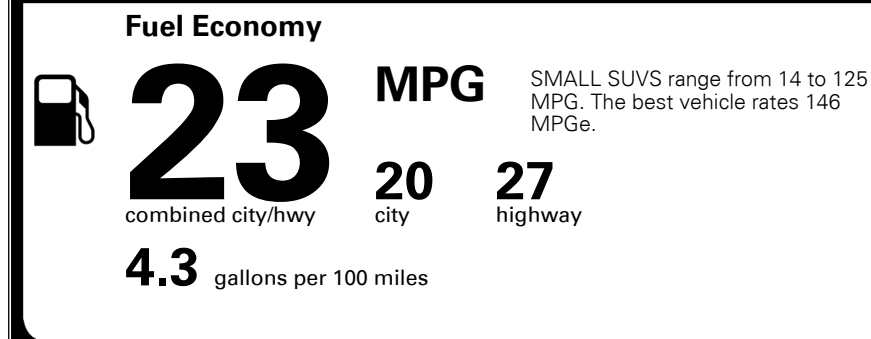 Fuel Economy
23
MPG
SMALL SUVS range from 14 to 125
MPG. The best vehicle rates 146
MPGe.
combined city/hwy
20
city
27
highway
4.3 gallons per 100 miles